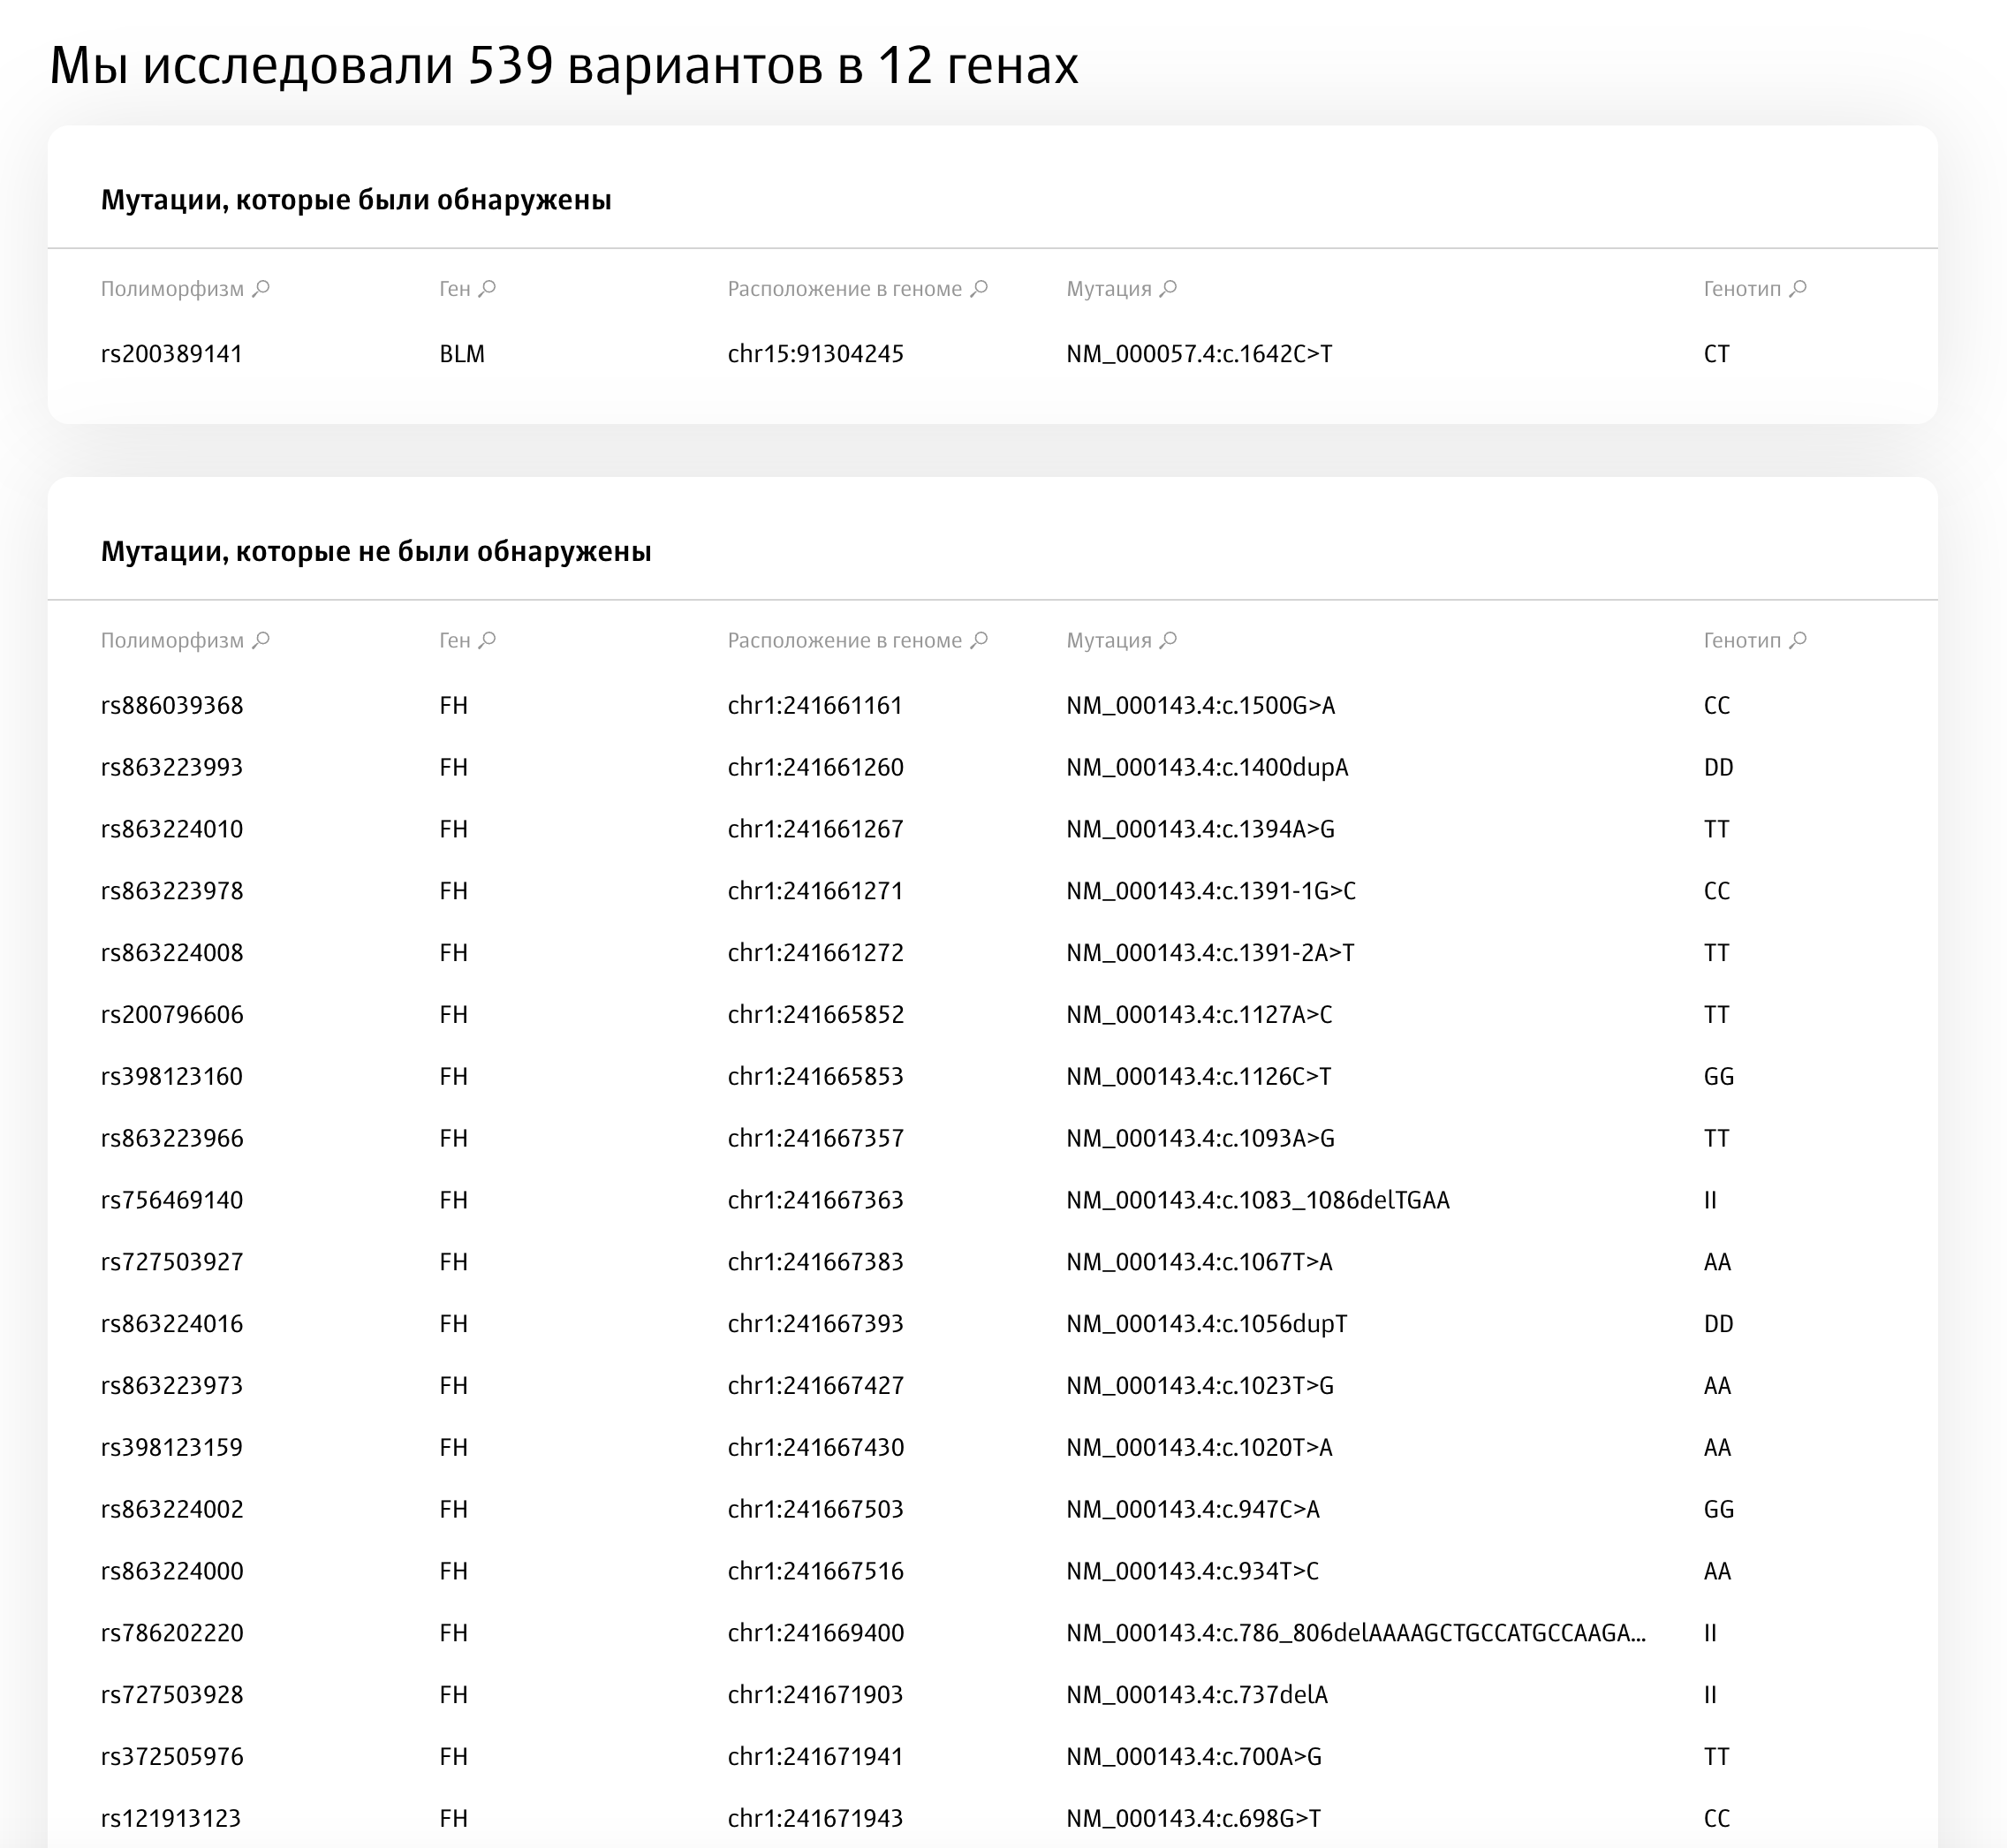 Мы исследовали 539 вариантов в 12 генах
Мутации, которые были обнаружены
Полиморфизм Ген Расположение в геноме Мутация Генотип
rs200389141 BLM chr15:91304245 NM_000057.4:c.1642C>T CT
Мутации, которые не были обнаружены
Полиморфизм Ген Расположение в геноме Мутация Генотип
rs886039368 FH chr1:241661161 NM_000143.4:c.1500G>A CC
rs863223993 FH chr1:241661260 NM_000143.4:c.1400dupA DD
rs863224010 FH chr1:241661267 NM_000143.4:c.1394A>G TT
rs863223978 FH chr1:241661271 NM_000143.4:c.1391-1G>C CC
rs863224008 FH chr1:241661272 NM_000143.4:c.1391-2A>T TT
rs200796606 FH chr1:241665852 NM_000143.4:c.1127A>C TT
rs398123160 FH chr1:241665853 NM_000143.4:c.1126C>T GG
rs863223966 FH chr1:241667357 NM_000143.4:c.1093A>G TT
rs756469140 FH chr1:241667363 NM_000143.4:c.1083_1086delTGAA II
rs727503927 FH chr1:241667383 NM_000143.4:c.1067T>A AA
rs863224016 FH chr1:241667393 NM_000143.4:c.1056dupT DD
rs863223973 FH chr1:241667427 NM_000143.4:c.1023T>G AA
rs398123159 FH chr1:241667430 NM_000143.4:c.1020T>A AA
rs863224002 FH chr1:241667503 NM_000143.4:c.947C>A GG
rs863224000 FH chr1:241667516 NM_000143.4:c.934T>C AA
rs786202220 FH chr1:241669400 NM_000143.4:c.786_806delAAAAGCTGCCATGCCAAGA... II
rs727503928 FH chr1:241671903 NM_000143.4:c.737delA II
rs372505976 FH chr1:241671941 NM_000143.4:c.700A>G TT
rs121913123 FH chr1:241671943 NM_000143.4:c.698G>T CC